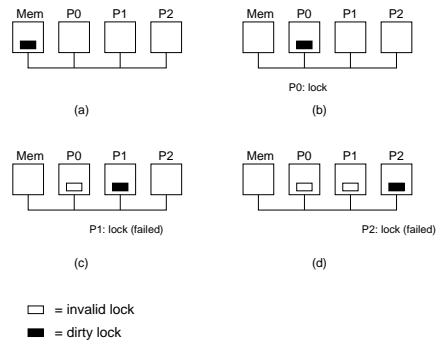 Mem P0 P1 P2
(a)
Mem P0 P1 P2
P0: lock
(b)
Mem P0 P1 P2
P1: lock (failed)
(c)
Mem P0 P1 P2
P2: lock (failed)
(d)
= invalid lock
= dirty lock